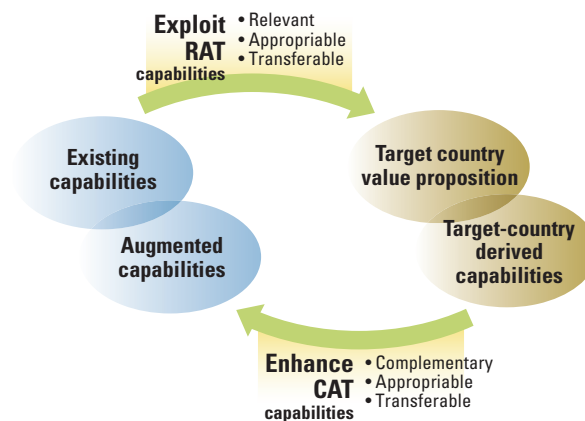 Exploit
RAT
capabilities
• Relevant
• Appropriable
• Transferable
Existing
capabilities
Augmented
capabilities
Target country
value proposition
Target-country
derived
capabilities
Enhance
CAT
capabilities
• Complementary
• Appropriable
• Transferable